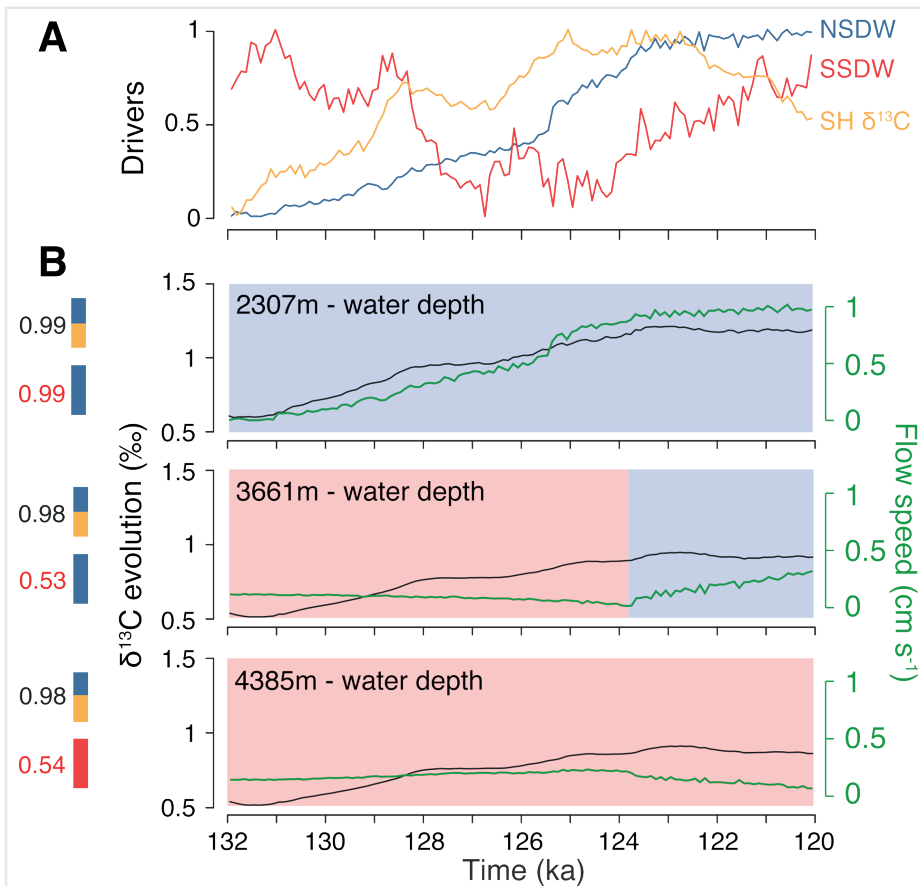 A
Drivers
1
0.5
0
NSDW
SSDW
SH δ¹³C
B
δ¹³C evolution (‰)
Flow speed (cm s⁻¹)
0.99
0.99
1.5
1
0.5
2307m - water depth
1
0.5
0
0.98
0.53
1.5
1
0.5
3661m - water depth
1
0.5
0
0.98
0.54
1.5
1
0.5
4385m - water depth
1
0.5
0
132 130 128 126 124 122 120
Time (ka)